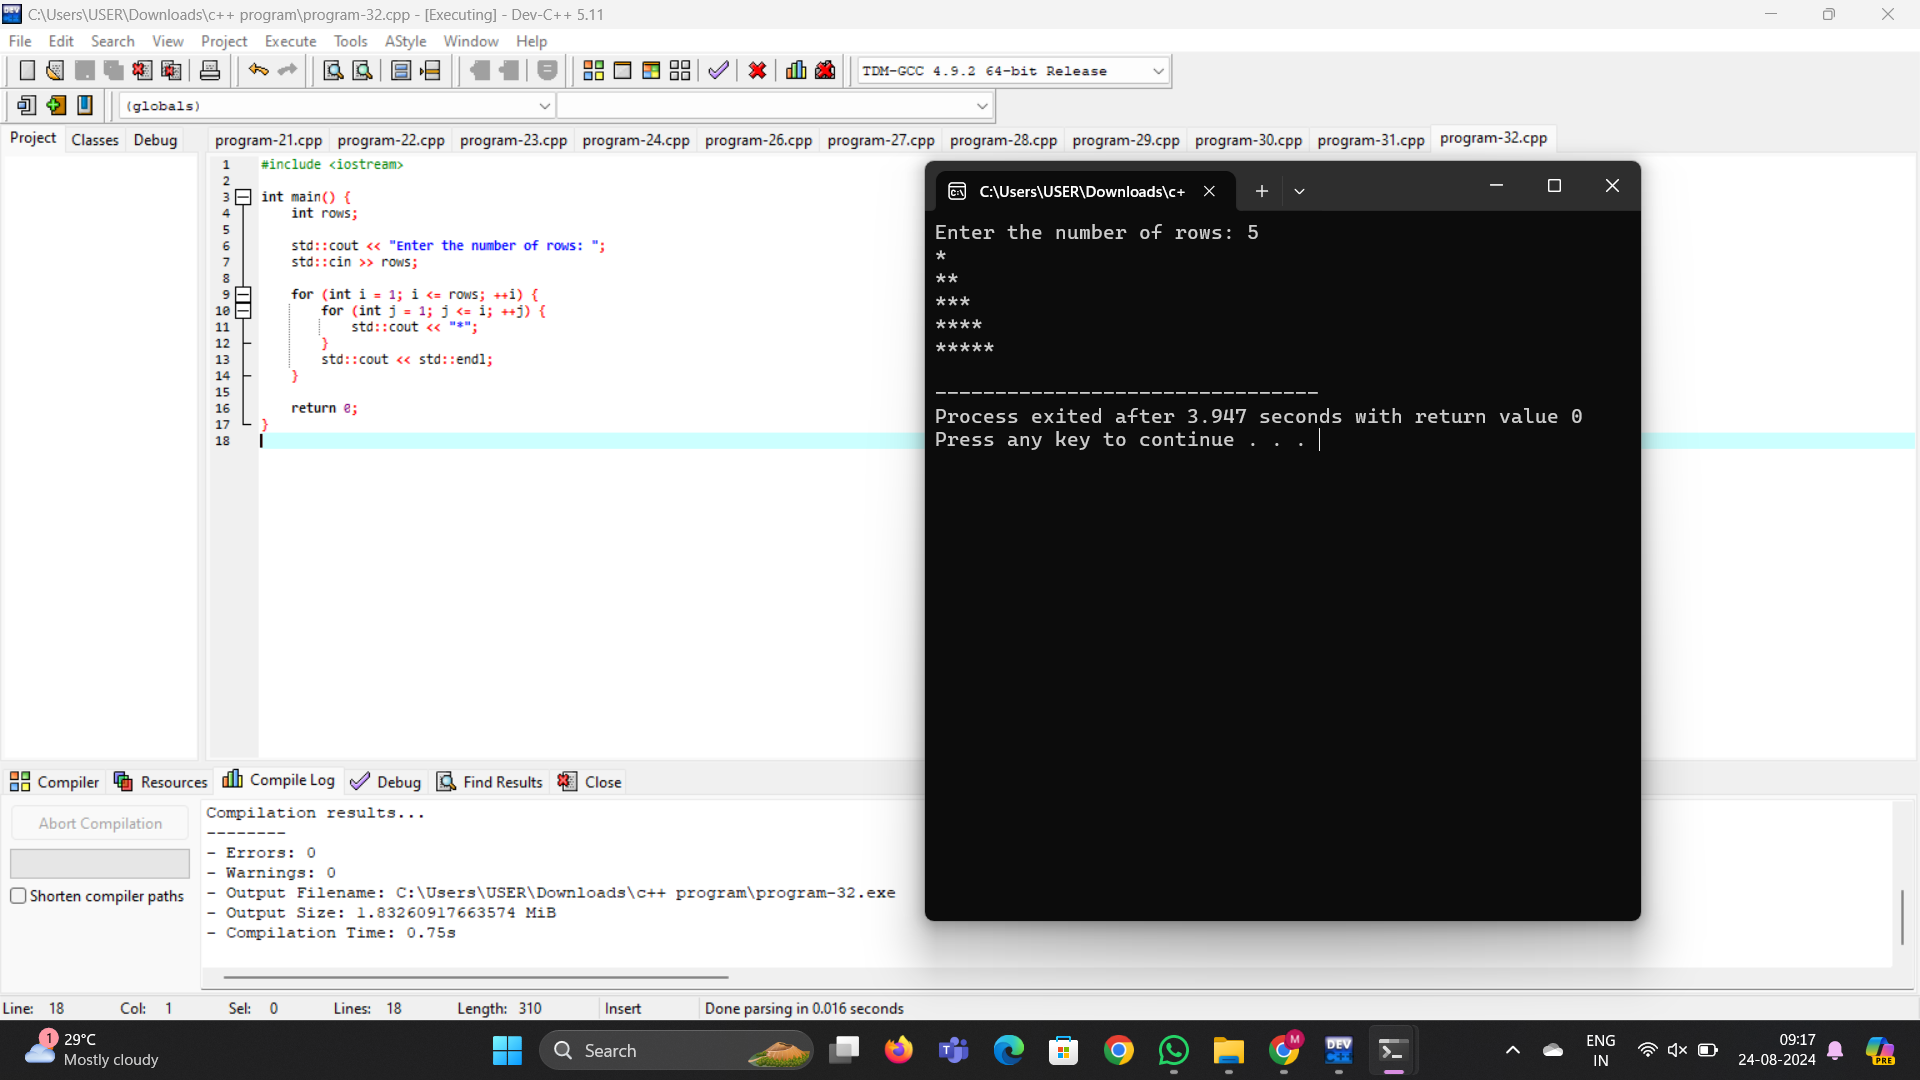 C:\Users\USER\Downloads\c++ program\program-32.cpp - [Executing] - Dev-C++ 5.11
File Edit Search View Project Execute Tools AStyle Window Help
TDM-GCC 4.9.2 64-bit Release
(globals)
Project Classes Debug
program-21.cpp program-22.cpp program-23.cpp program-24.cpp program-26.cpp program-27.cpp program-28.cpp program-29.cpp program-30.cpp program-31.cpp program-32.cpp
1 #include <iostream>
2
3 int main() {
4 int rows;
5
6 std::cout << "Enter the number of rows: ";
7 std::cin >> rows;
8
9 for (int i = 1; i <= rows; ++i) {
10 for (int j = 1; j <= i; ++j) {
11 std::cout << "*";
12 }
13 std::cout << std::endl;
14 }
15
16 return 0;
17 }
18
C:\Users\USER\Downloads\c+
Enter the number of rows: 5
*
**
***
****
*****
--------------------------------
Process exited after 3.947 seconds with return value 0
Press any key to continue . . .
Compiler Resources Compile Log Debug Find Results Close
Abort Compilation
Shorten compiler paths
Compilation results...
--------
- Errors: 0
- Warnings: 0
- Output Filename: C:\Users\USER\Downloads\c++ program\program-32.exe
- Output Size: 1.83260917663574 MiB
- Compilation Time: 0.75s
Line: 18 Col: 1 Sel: 0 Lines: 18 Length: 310 Insert Done parsing in 0.016 seconds
1
29°C
Mostly cloudy
Search
M
DEV
C++
PRE
ENG
IN
09:17
24-08-2024